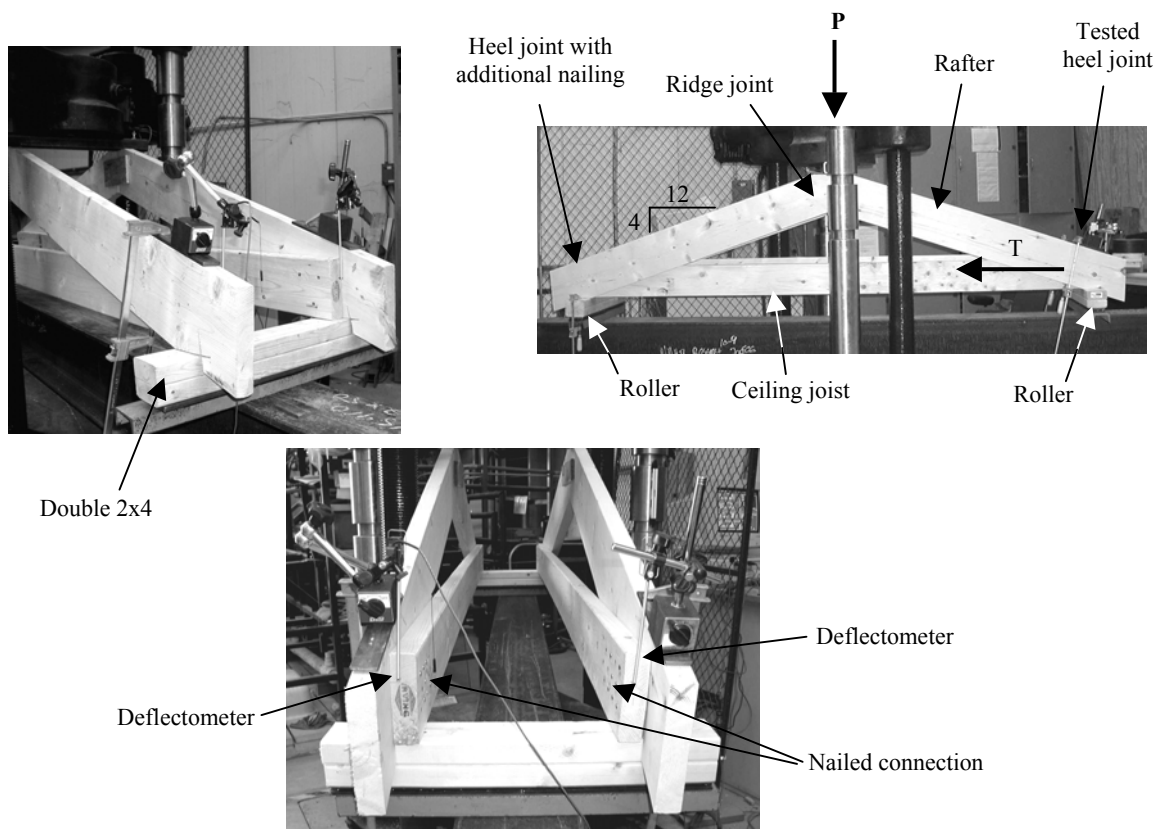 P
Heel joint with
additional nailing
Ridge joint
Rafter
Tested
heel joint
12
4
T
Roller
Ceiling joist
Roller
Double 2x4
Deflectometer
Deflectometer
Nailed connection